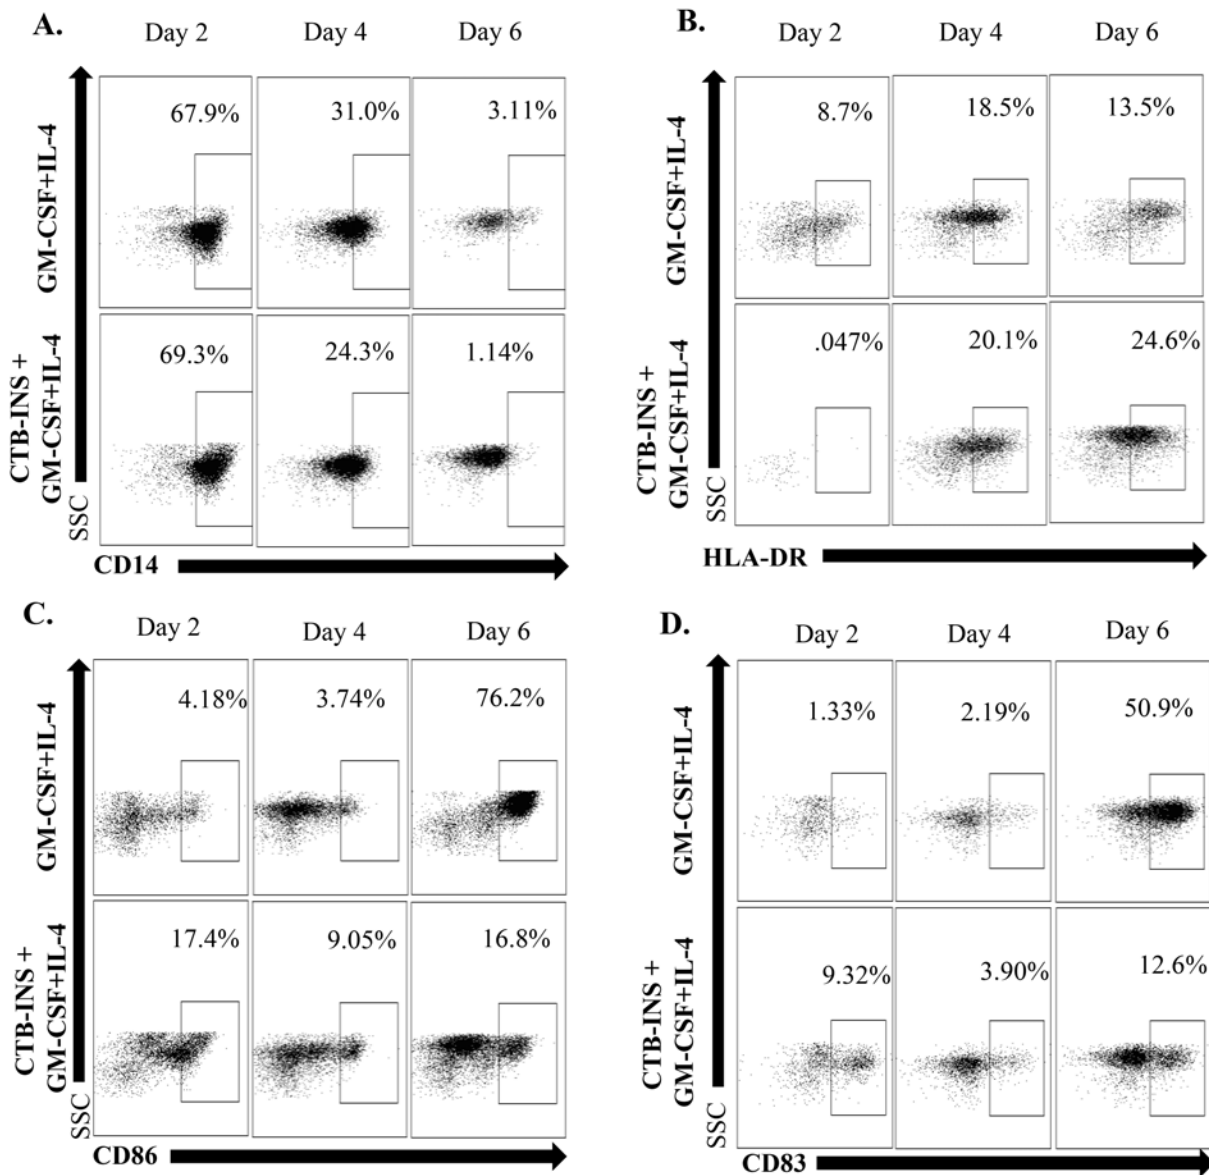 A.
Day 2 Day 4 Day 6
GM-CSF+IL-4
67.9% 31.0% 3.11%
CTB-INS +
GM-CSF+IL-4
69.3% 24.3% 1.14%
SSC
CD14
B.
Day 2 Day 4 Day 6
GM-CSF+IL-4
8.7% 18.5% 13.5%
CTB-INS +
GM-CSF+IL-4
.047% 20.1% 24.6%
SSC
HLA-DR
C.
Day 2 Day 4 Day 6
GM-CSF+IL-4
4.18% 3.74% 76.2%
CTB-INS +
GM-CSF+IL-4
17.4% 9.05% 16.8%
SSC
CD86
D.
Day 2 Day 4 Day 6
GM-CSF+IL-4
1.33% 2.19% 50.9%
CTB-INS +
GM-CSF+IL-4
9.32% 3.90% 12.6%
SSC
CD83